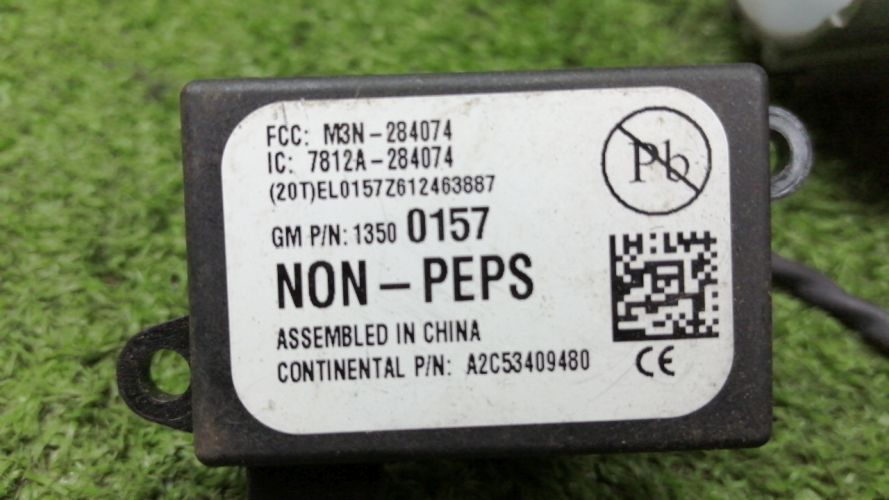 FCC: M3N-284074
IC: 7812A-284074
(20T)EL0157Z612463887
GM P/N: 1350 0157
NON-PEPS
ASSEMBLED IN CHINA
CONTINENTAL P/N: A2C53409480
Pb
CE